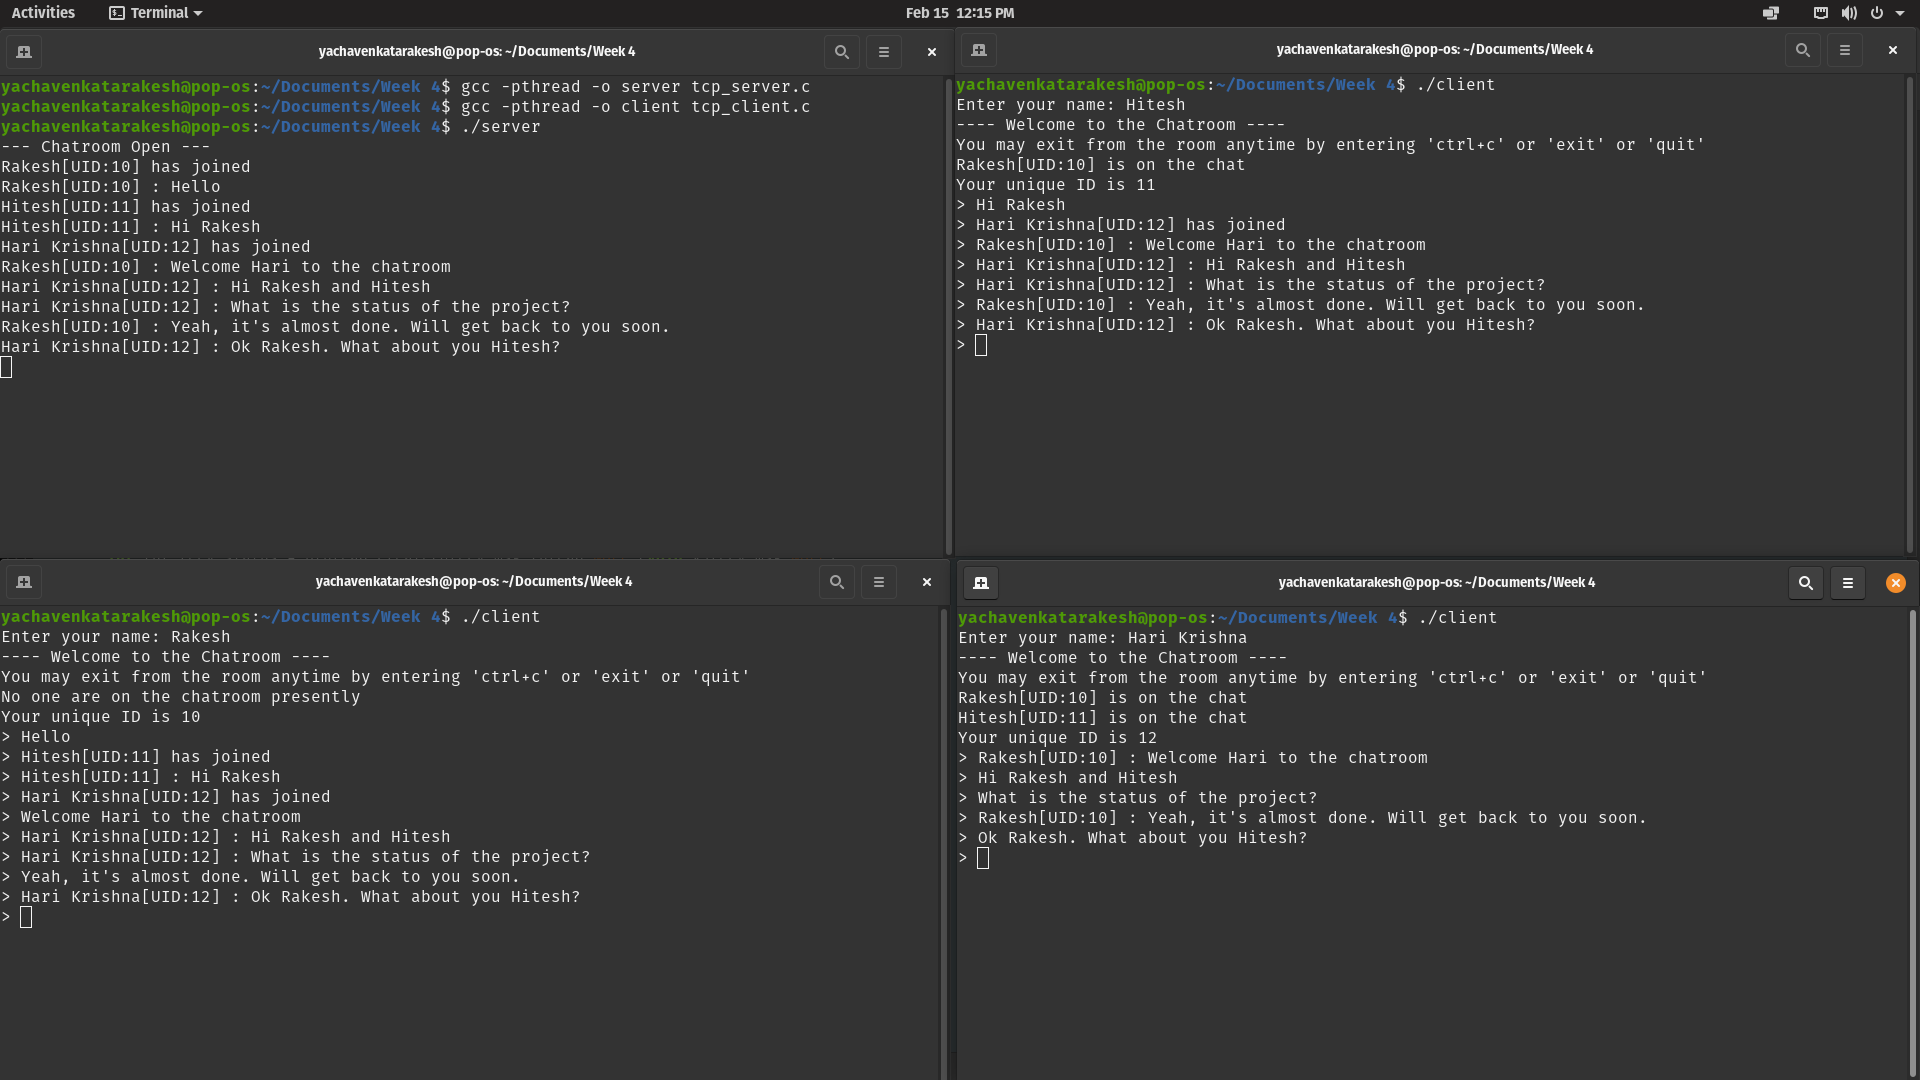 Activities
Terminal
Feb 15 12:15 PM
yachavenkatarakesh@pop-os: ~/Documents/Week 4
yachavenkatarakesh@pop-os:~/Documents/Week 4$ gcc -pthread -o server tcp_server.c
yachavenkatarakesh@pop-os:~/Documents/Week 4$ gcc -pthread -o client tcp_client.c
yachavenkatarakesh@pop-os:~/Documents/Week 4$ ./server
--- Chatroom Open ---
Rakesh[UID:10] has joined
Rakesh[UID:10] : Hello
Hitesh[UID:11] has joined
Hitesh[UID:11] : Hi Rakesh
Hari Krishna[UID:12] has joined
Rakesh[UID:10] : Welcome Hari to the chatroom
Hari Krishna[UID:12] : Hi Rakesh and Hitesh
Hari Krishna[UID:12] : What is the status of the project?
Rakesh[UID:10] : Yeah, it's almost done. Will get back to you soon.
Hari Krishna[UID:12] : Ok Rakesh. What about you Hitesh?
yachavenkatarakesh@pop-os: ~/Documents/Week 4
yachavenkatarakesh@pop-os:~/Documents/Week 4$ ./client
Enter your name: Hitesh
---- Welcome to the Chatroom ----
You may exit from the room anytime by entering 'ctrl+c' or 'exit' or 'quit'
Rakesh[UID:10] is on the chat
Your unique ID is 11
> Hi Rakesh
> Hari Krishna[UID:12] has joined
> Rakesh[UID:10] : Welcome Hari to the chatroom
> Hari Krishna[UID:12] : Hi Rakesh and Hitesh
> Hari Krishna[UID:12] : What is the status of the project?
> Rakesh[UID:10] : Yeah, it's almost done. Will get back to you soon.
> Hari Krishna[UID:12] : Ok Rakesh. What about you Hitesh?
>
yachavenkatarakesh@pop-os: ~/Documents/Week 4
yachavenkatarakesh@pop-os:~/Documents/Week 4$ ./client
Enter your name: Rakesh
---- Welcome to the Chatroom ----
You may exit from the room anytime by entering 'ctrl+c' or 'exit' or 'quit'
No one are on the chatroom presently
Your unique ID is 10
> Hello
> Hitesh[UID:11] has joined
> Hitesh[UID:11] : Hi Rakesh
> Hari Krishna[UID:12] has joined
> Welcome Hari to the chatroom
> Hari Krishna[UID:12] : Hi Rakesh and Hitesh
> Hari Krishna[UID:12] : What is the status of the project?
> Yeah, it's almost done. Will get back to you soon.
> Hari Krishna[UID:12] : Ok Rakesh. What about you Hitesh?
>
yachavenkatarakesh@pop-os: ~/Documents/Week 4
yachavenkatarakesh@pop-os:~/Documents/Week 4$ ./client
Enter your name: Hari Krishna
---- Welcome to the Chatroom ----
You may exit from the room anytime by entering 'ctrl+c' or 'exit' or 'quit'
Rakesh[UID:10] is on the chat
Hitesh[UID:11] is on the chat
Your unique ID is 12
> Rakesh[UID:10] : Welcome Hari to the chatroom
> Hi Rakesh and Hitesh
> What is the status of the project?
> Rakesh[UID:10] : Yeah, it's almost done. Will get back to you soon.
> Ok Rakesh. What about you Hitesh?
>